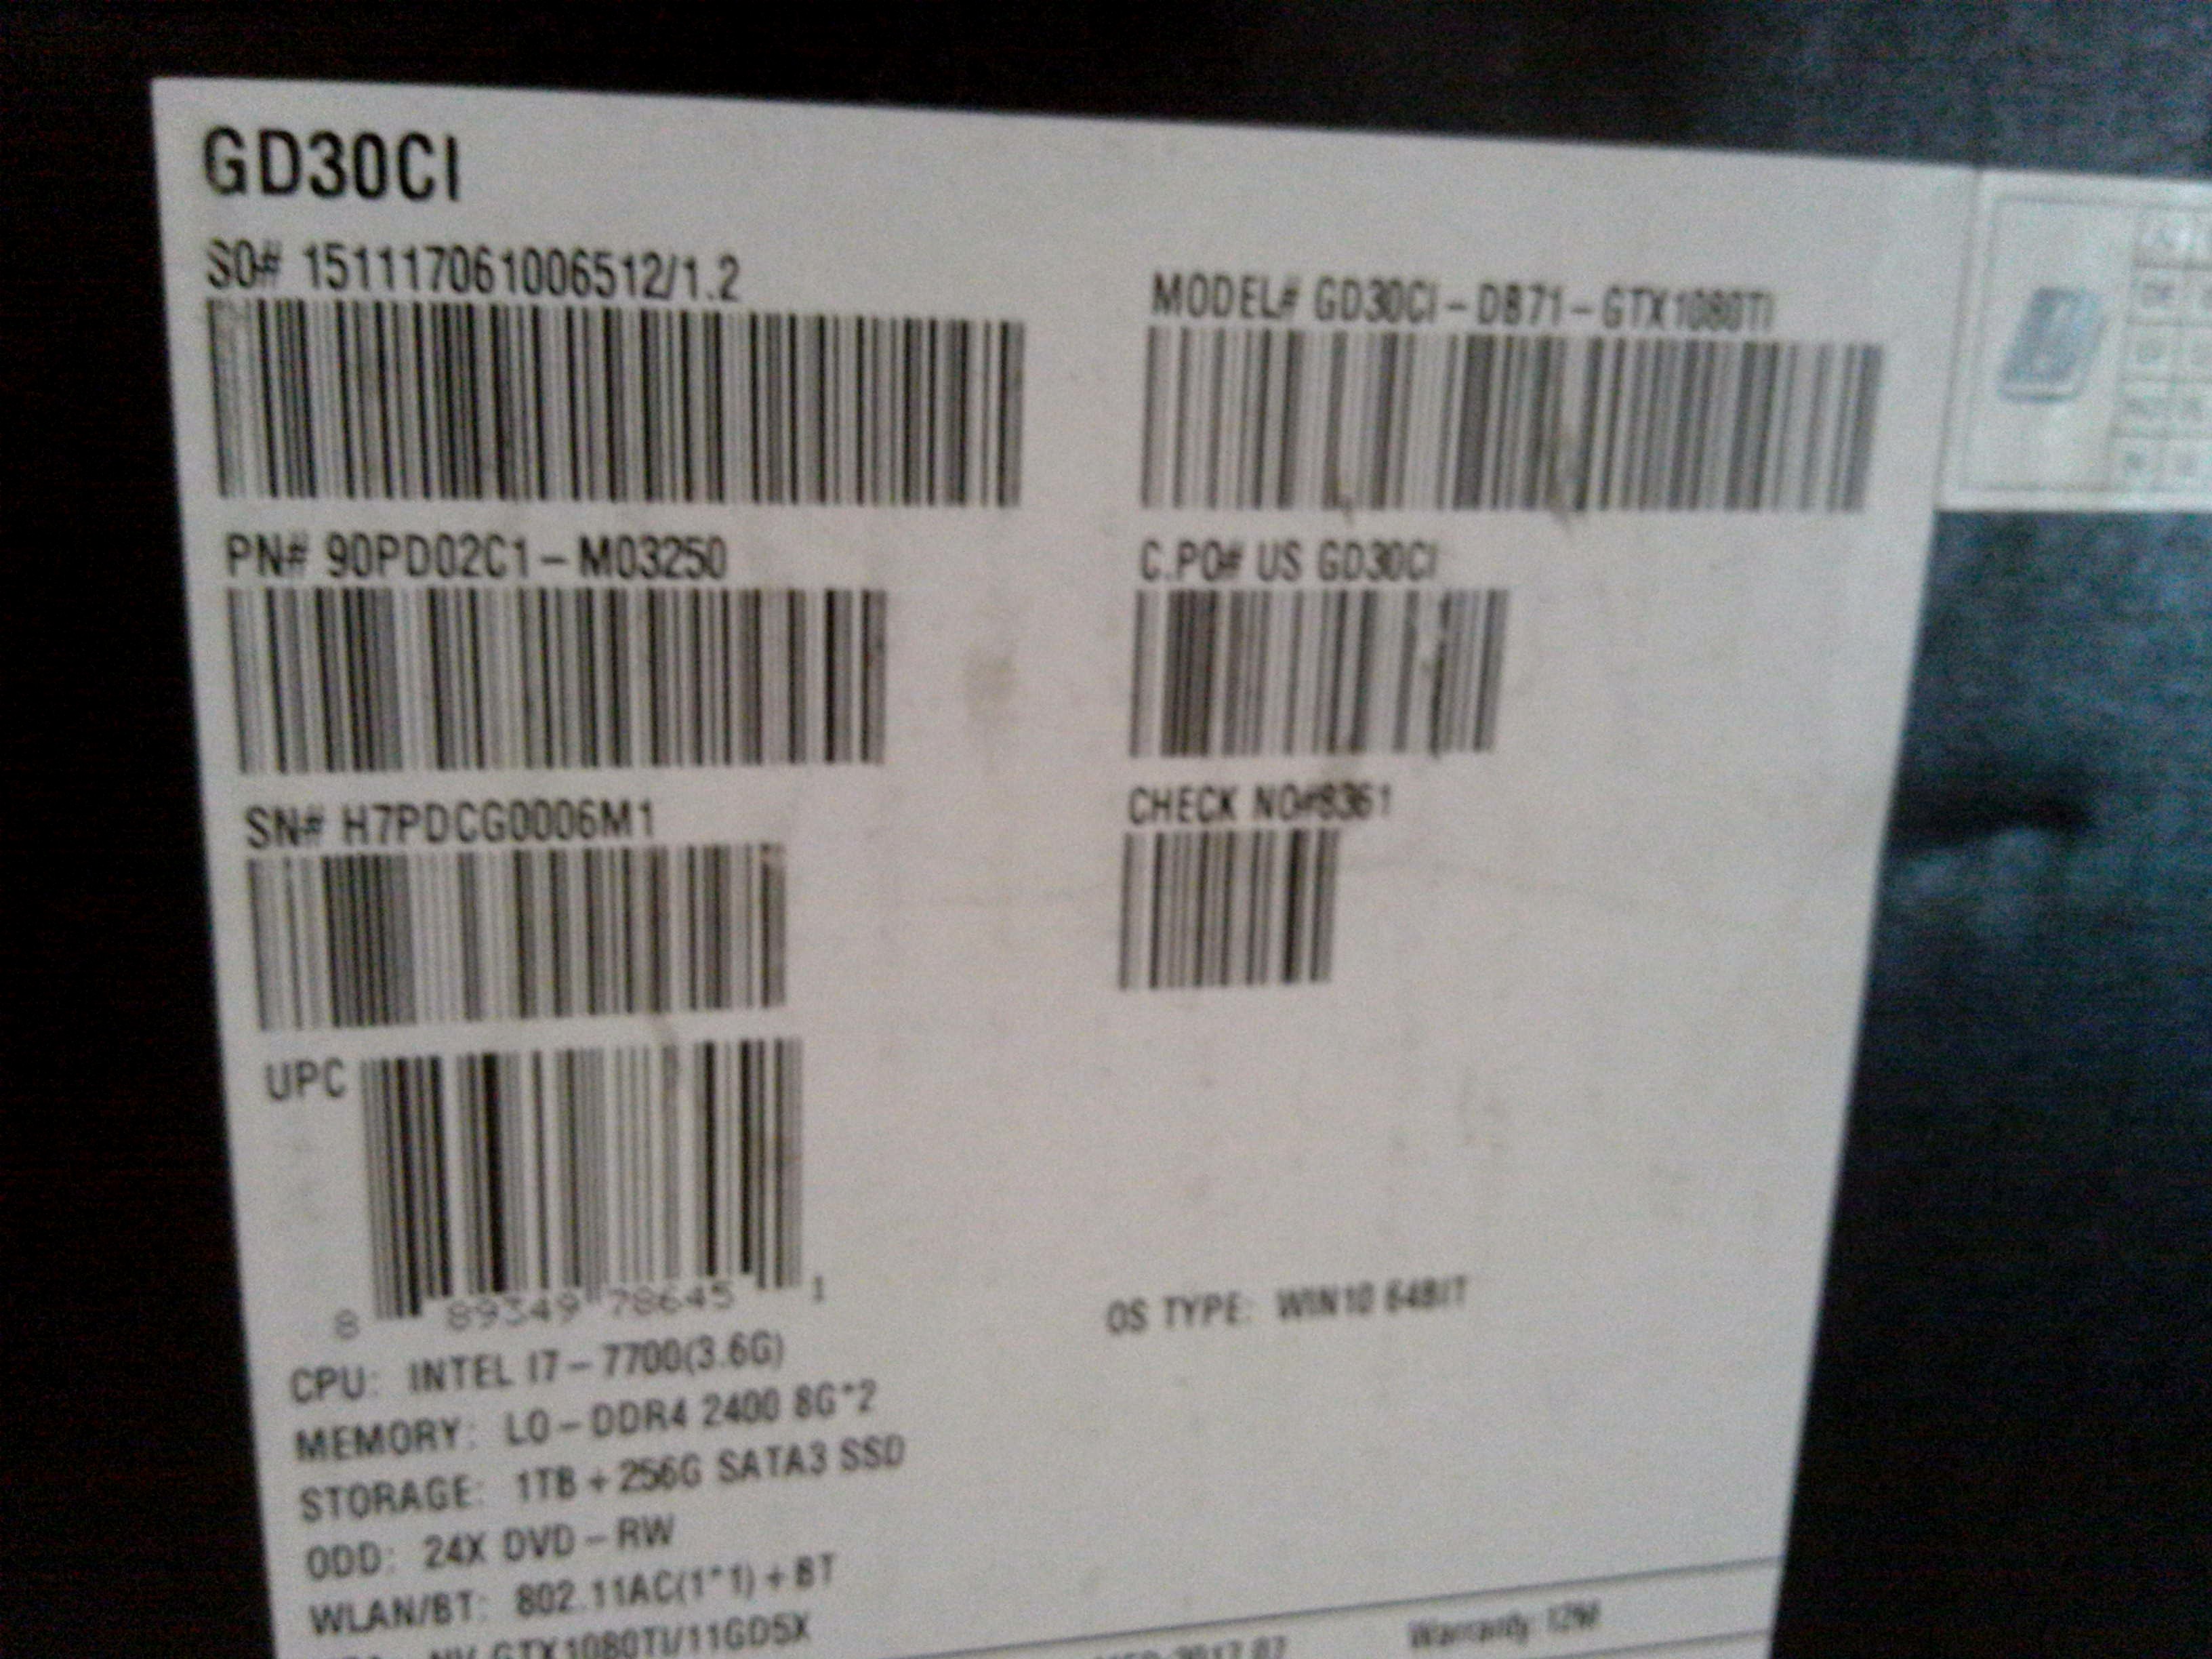 GD30CI
SO# 151117061006512/1.2
MODEL# GD30CI-DB71-GTX1080TI
PN# 90PD02C1-M03250
C.PO# US GD30CI
SN# H7PDCG0006M1
CHECK NO#8361
UPC
8 89349 78645 1
OS TYPE: WIN10 64BIT
CPU: INTEL I7-7700(3.6G)
MEMORY: LO-DDR4 2400 8G*2
STORAGE: 1TB+256G SATA3 SSD
ODD: 24X DVD-RW
WLAN/BT: 802.11AC(1*1)+BT
NV GTX1080TI/11GD5X
Warranty: 12M